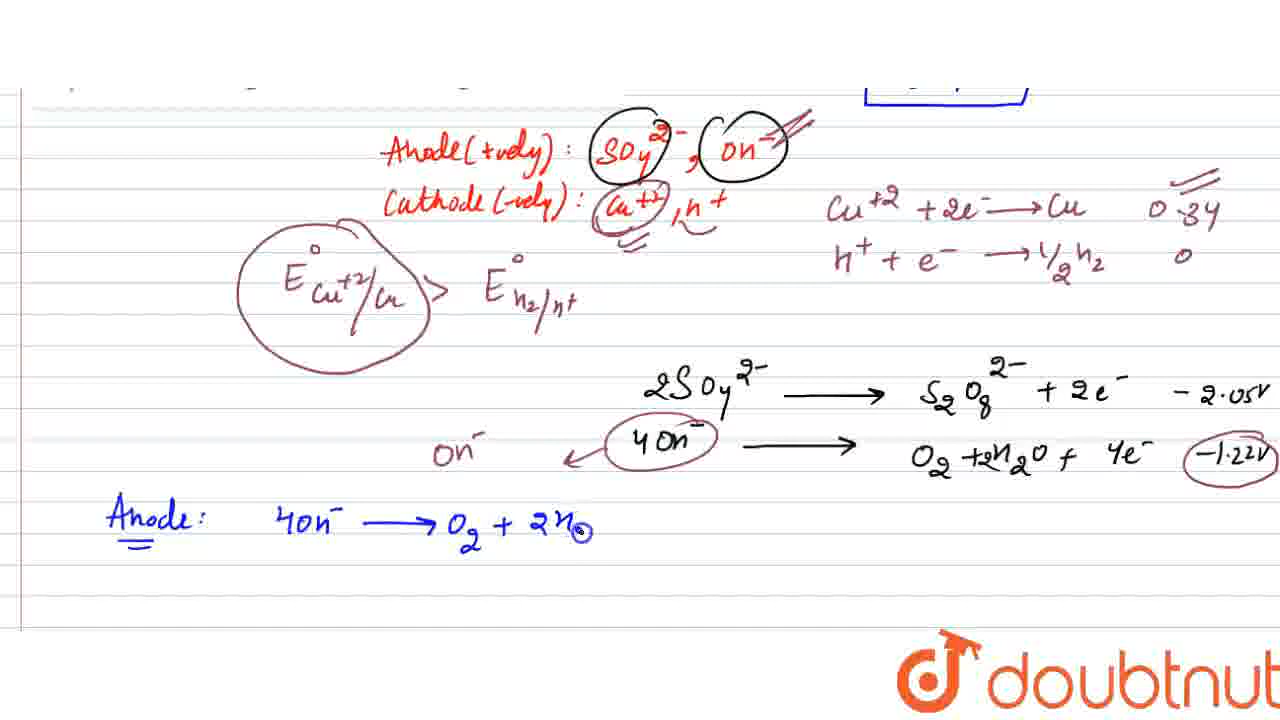 Anode(+vely): SO4^2-, OH^-
Cathode(-vely): Cu^+2, H^+
Cu^+2 + 2e^- → Cu 0.34
H^+ + e^- → 1/2 H2 0
E°Cu^+2/Cu > E°H2/H^+
2SO4^2- → S2O8^2- + 2e^- -2.05V
OH^- 4OH^- → O2 + 2H2O + 4e^- -1.22V
Anode: 4OH^- → O2 + 2H
doubtnut